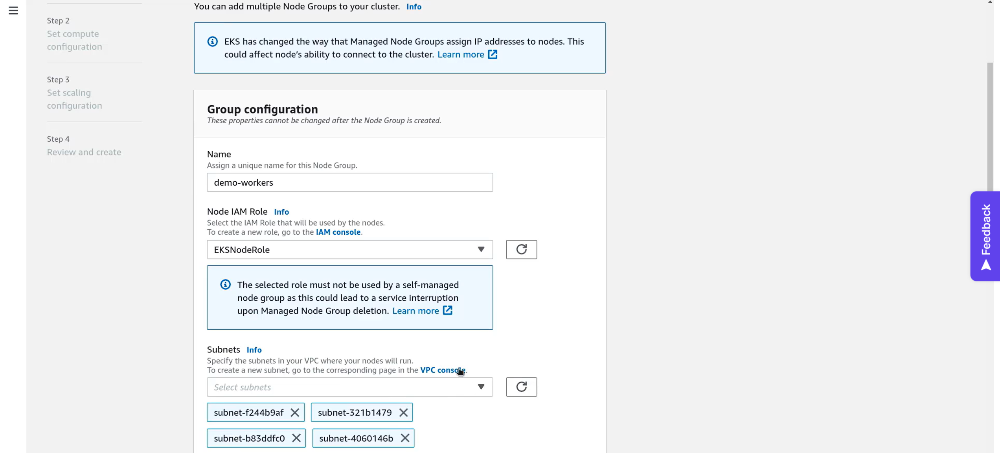 Step 2
Set compute
configuration
Step 3
Set scaling
configuration
Step 4
Review and create
You can add multiple Node Groups to your cluster. Info
EKS has changed the way that Managed Node Groups assign IP addresses to nodes. This
could affect node’s ability to connect to the cluster. Learn more
Group configuration
These properties cannot be changed after the Node Group is created.
Name
Assign a unique name for this Node Group.
demo-workers
Node IAM Role Info
Select the IAM Role that will be used by the nodes.
To create a new role, go to the IAM console.
EKSNodeRole
The selected role must not be used by a self-managed
node group as this could lead to a service interruption
upon Managed Node Group deletion. Learn more
Subnets Info
Specify the subnets in your VPC where your nodes will run.
To create a new subnet, go to the corresponding page in the VPC console.
Select subnets
subnet-f244b9af subnet-321b1479
subnet-b83ddfc0 subnet-4060146b
Feedback